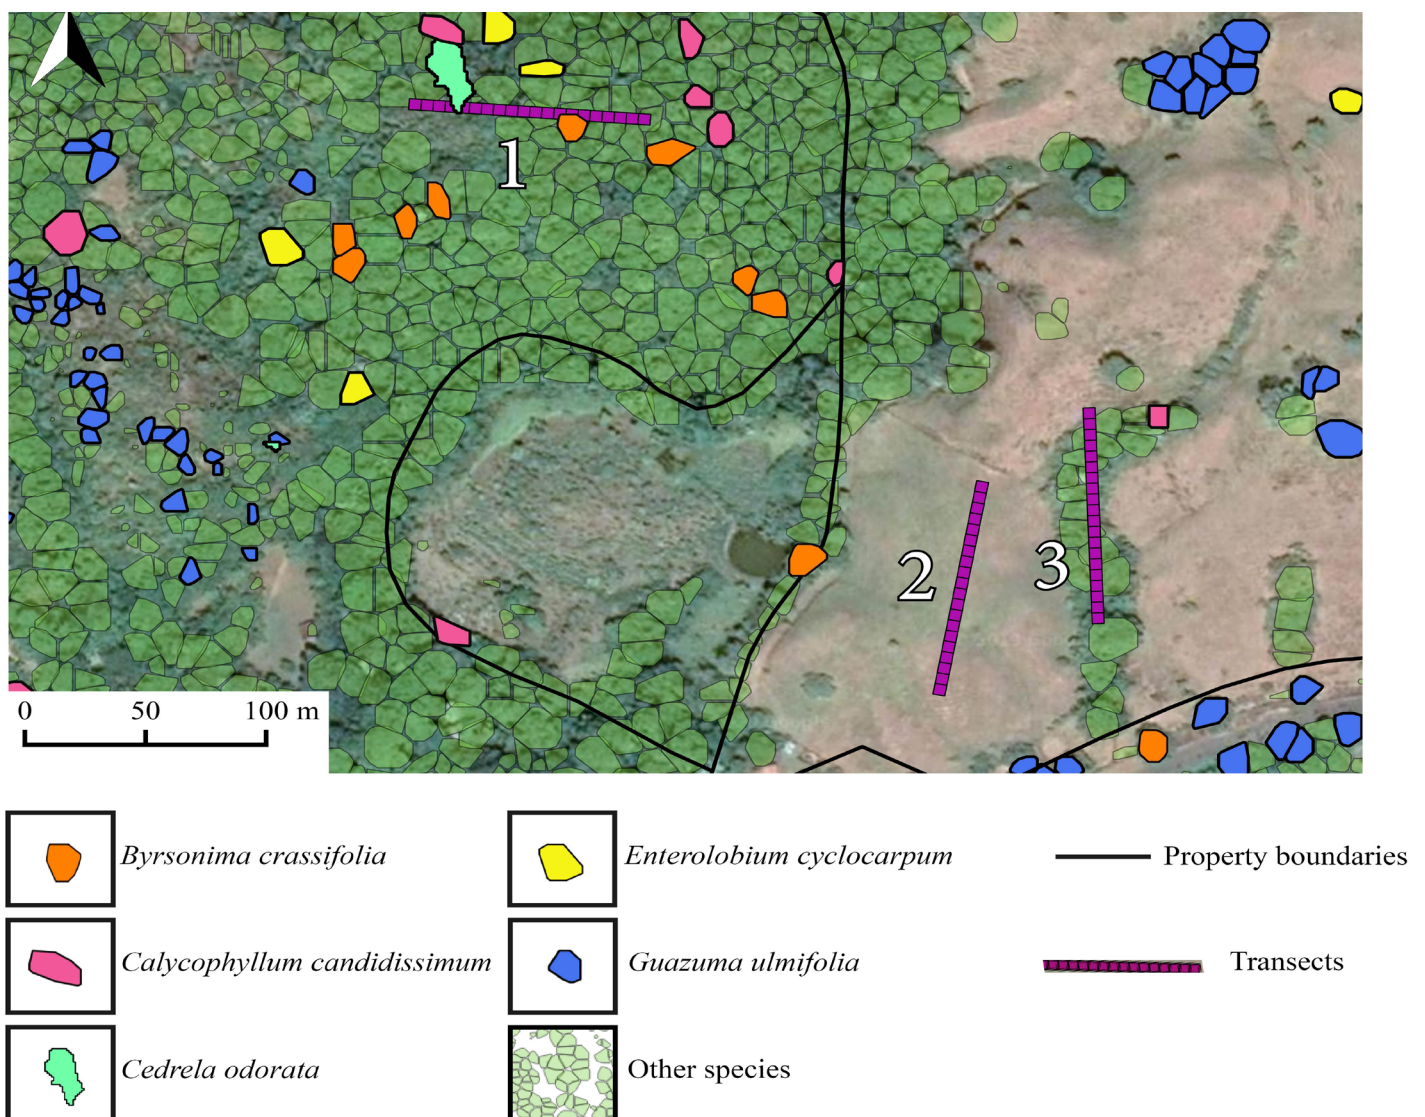 1
2
3
0 50 100 m
Byrsonima crassifolia
Enterolobium cyclocarpum
Property boundaries
Calycophyllum candidissimum
Guazuma ulmifolia
Transects
Cedrela odorata
Other species